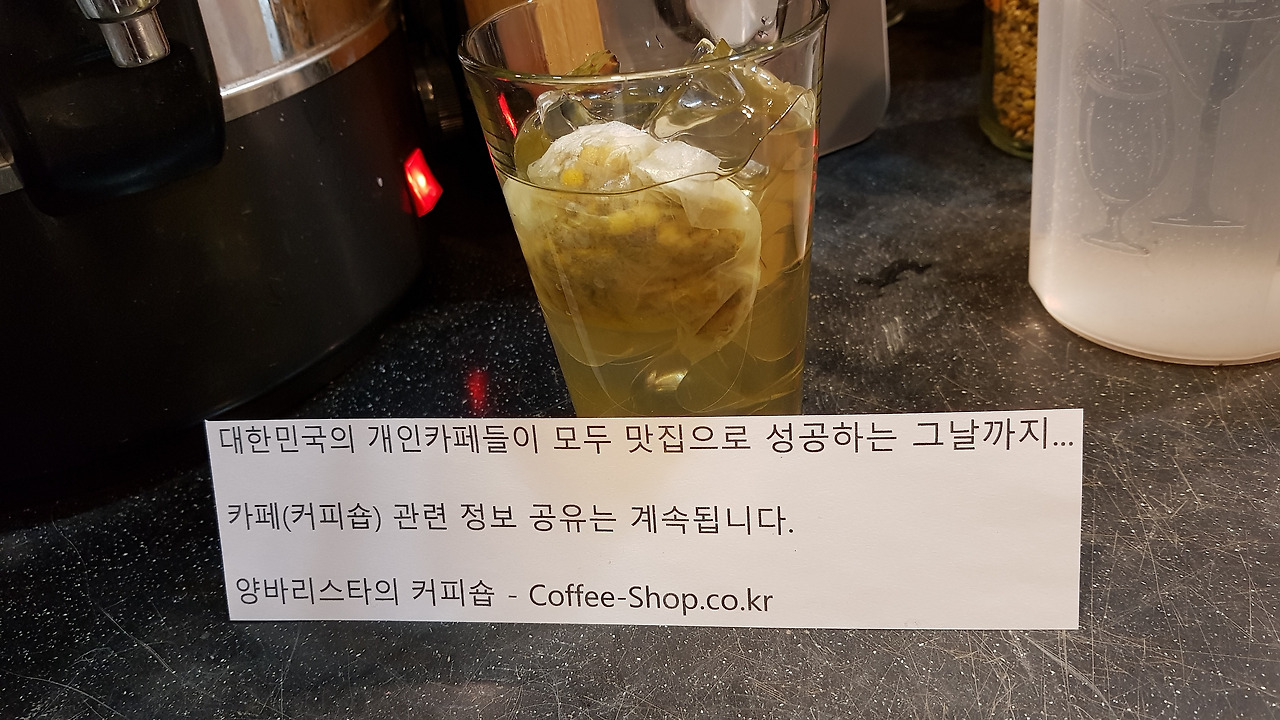 대한민국의 개인카페들이 모두 맛집으로 성공하는 그날까지...
카페(커피숍) 관련 정보 공유는 계속됩니다.
양바리스타의 커피숍 - Coffee-Shop.co.kr